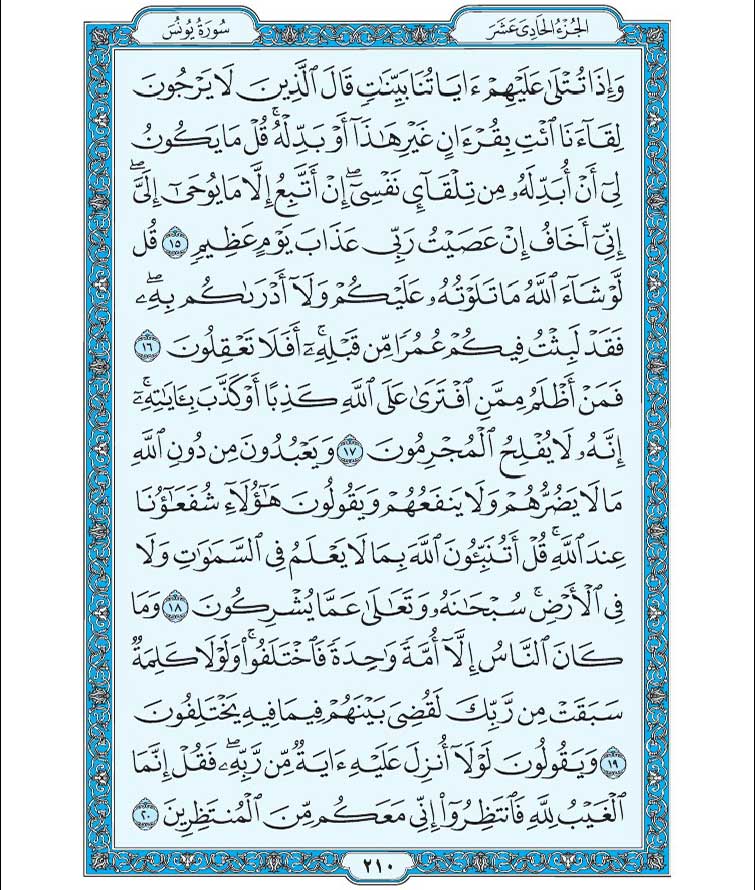 الجُزْءُ الحَادِي عَشَرَ
سُورَةُ يُونُسَ
وَإِذَا تُتْلَىٰ عَلَيْهِمْ ءَايَاتُنَا بَيِّنَٰتٍ قَالَ ٱلَّذِينَ لَا يَرْجُونَ
لِقَآءَنَا ٱئْتِ بِقُرْءَانٍ غَيْرِ هَٰذَآ أَوْ بَدِّلْهُۚ قُلْ مَا يَكُونُ
لِىٓ أَنْ أُبَدِّلَهُۥ مِن تِلْقَآئِ نَفْسِىٓۖ إِنْ أَتَّبِعُ إِلَّا مَا يُوحَىٰٓ إِلَىَّۖ
إِنِّىٓ أَخَافُ إِنْ عَصَيْتُ رَبِّى عَذَابَ يَوْمٍ عَظِيمٍ ١٥ قُل
لَّوْ شَآءَ ٱللَّهُ مَا تَلَوْتُهُۥ عَلَيْكُمْ وَلَآ أَدْرَىٰكُم بِهِۦۖ
فَقَدْ لَبِثْتُ فِيكُمْ عُمُرًا مِّن قَبْلِهِۦٓۚ أَفَلَا تَعْقِلُونَ ١٦
فَمَنْ أَظْلَمُ مِمَّنِ ٱفْتَرَىٰ عَلَى ٱللَّهِ كَذِبًا أَوْ كَذَّبَ بِـَٔايَٰتِهِۦٓۚ
إِنَّهُۥ لَا يُفْلِحُ ٱلْمُجْرِمُونَ ١٧ وَيَعْبُدُونَ مِن دُونِ ٱللَّهِ
مَا لَا يَضُرُّهُمْ وَلَا يَنفَعُهُمْ وَيَقُولُونَ هَٰٓؤُلَآءِ شُفَعَٰٓؤُنَا
عِندَ ٱللَّهِۚ قُلْ أَتُنَبِّـُٔونَ ٱللَّهَ بِمَا لَا يَعْلَمُ فِى ٱلسَّمَٰوَٰتِ وَلَا
فِى ٱلْأَرْضِۚ سُبْحَٰنَهُۥ وَتَعَٰلَىٰ عَمَّا يُشْرِكُونَ ١٨ وَمَا
كَانَ ٱلنَّاسُ إِلَّآ أُمَّةً وَٰحِدَةً فَٱخْتَلَفُوا۟ۚ وَلَوْلَا كَلِمَةٌ
سَبَقَتْ مِن رَّبِّكَ لَقُضِىَ بَيْنَهُمْ فِيمَا فِيهِ يَخْتَلِفُونَ
١٩ وَيَقُولُونَ لَوْلَآ أُنزِلَ عَلَيْهِ ءَايَةٌ مِّن رَّبِّهِۦۖ فَقُلْ إِنَّمَا
ٱلْغَيْبُ لِلَّهِ فَٱنتَظِرُوٓا۟ إِنِّى مَعَكُم مِّنَ ٱلْمُنتَظِرِينَ ٢٠
٢١٠